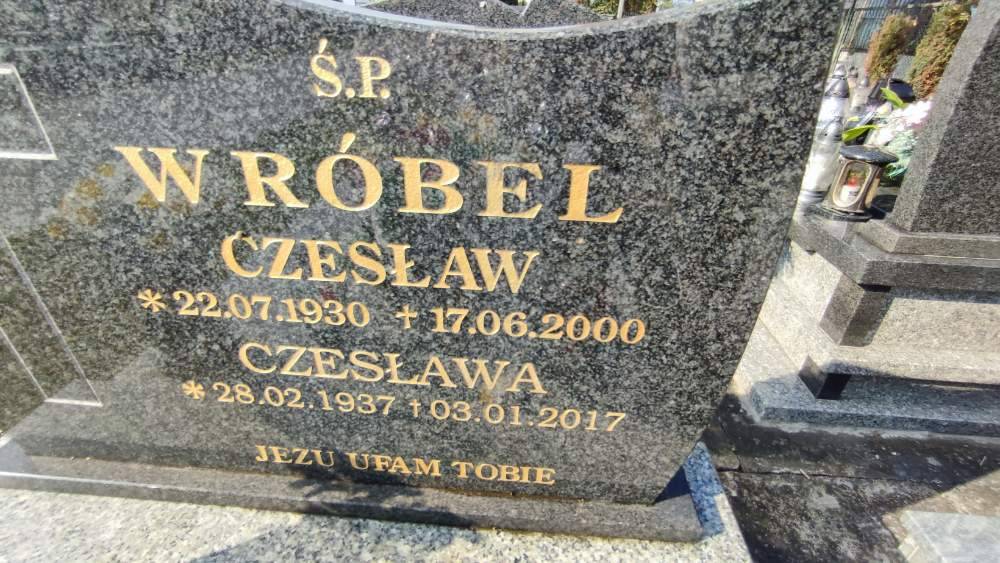 Ś.P.
WRÓBEL
CZESŁAW
* 22.07.1930 † 17.06.2000
CZESŁAWA
* 28.02.1937 † 03.01.2017
JEZU UFAM TOBIE